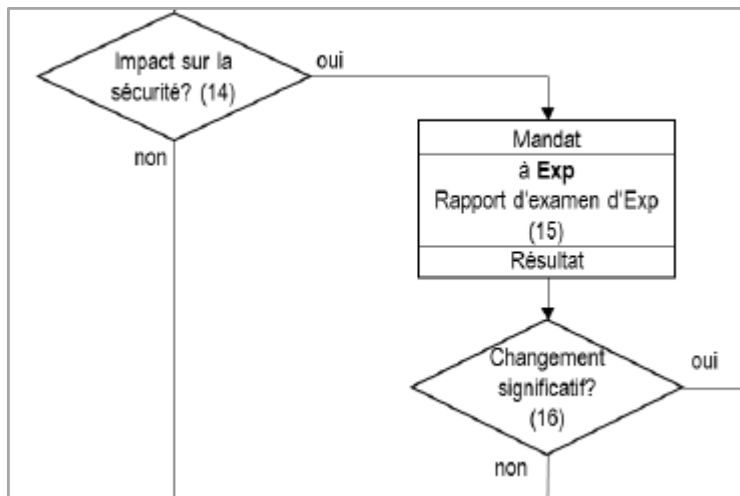 Impact sur la
sécurité? (14)
oui
non
Mandat
à Exp
Rapport d'examen d'Exp
(15)
Résultat
Changement
significatif?
(16)
oui
non